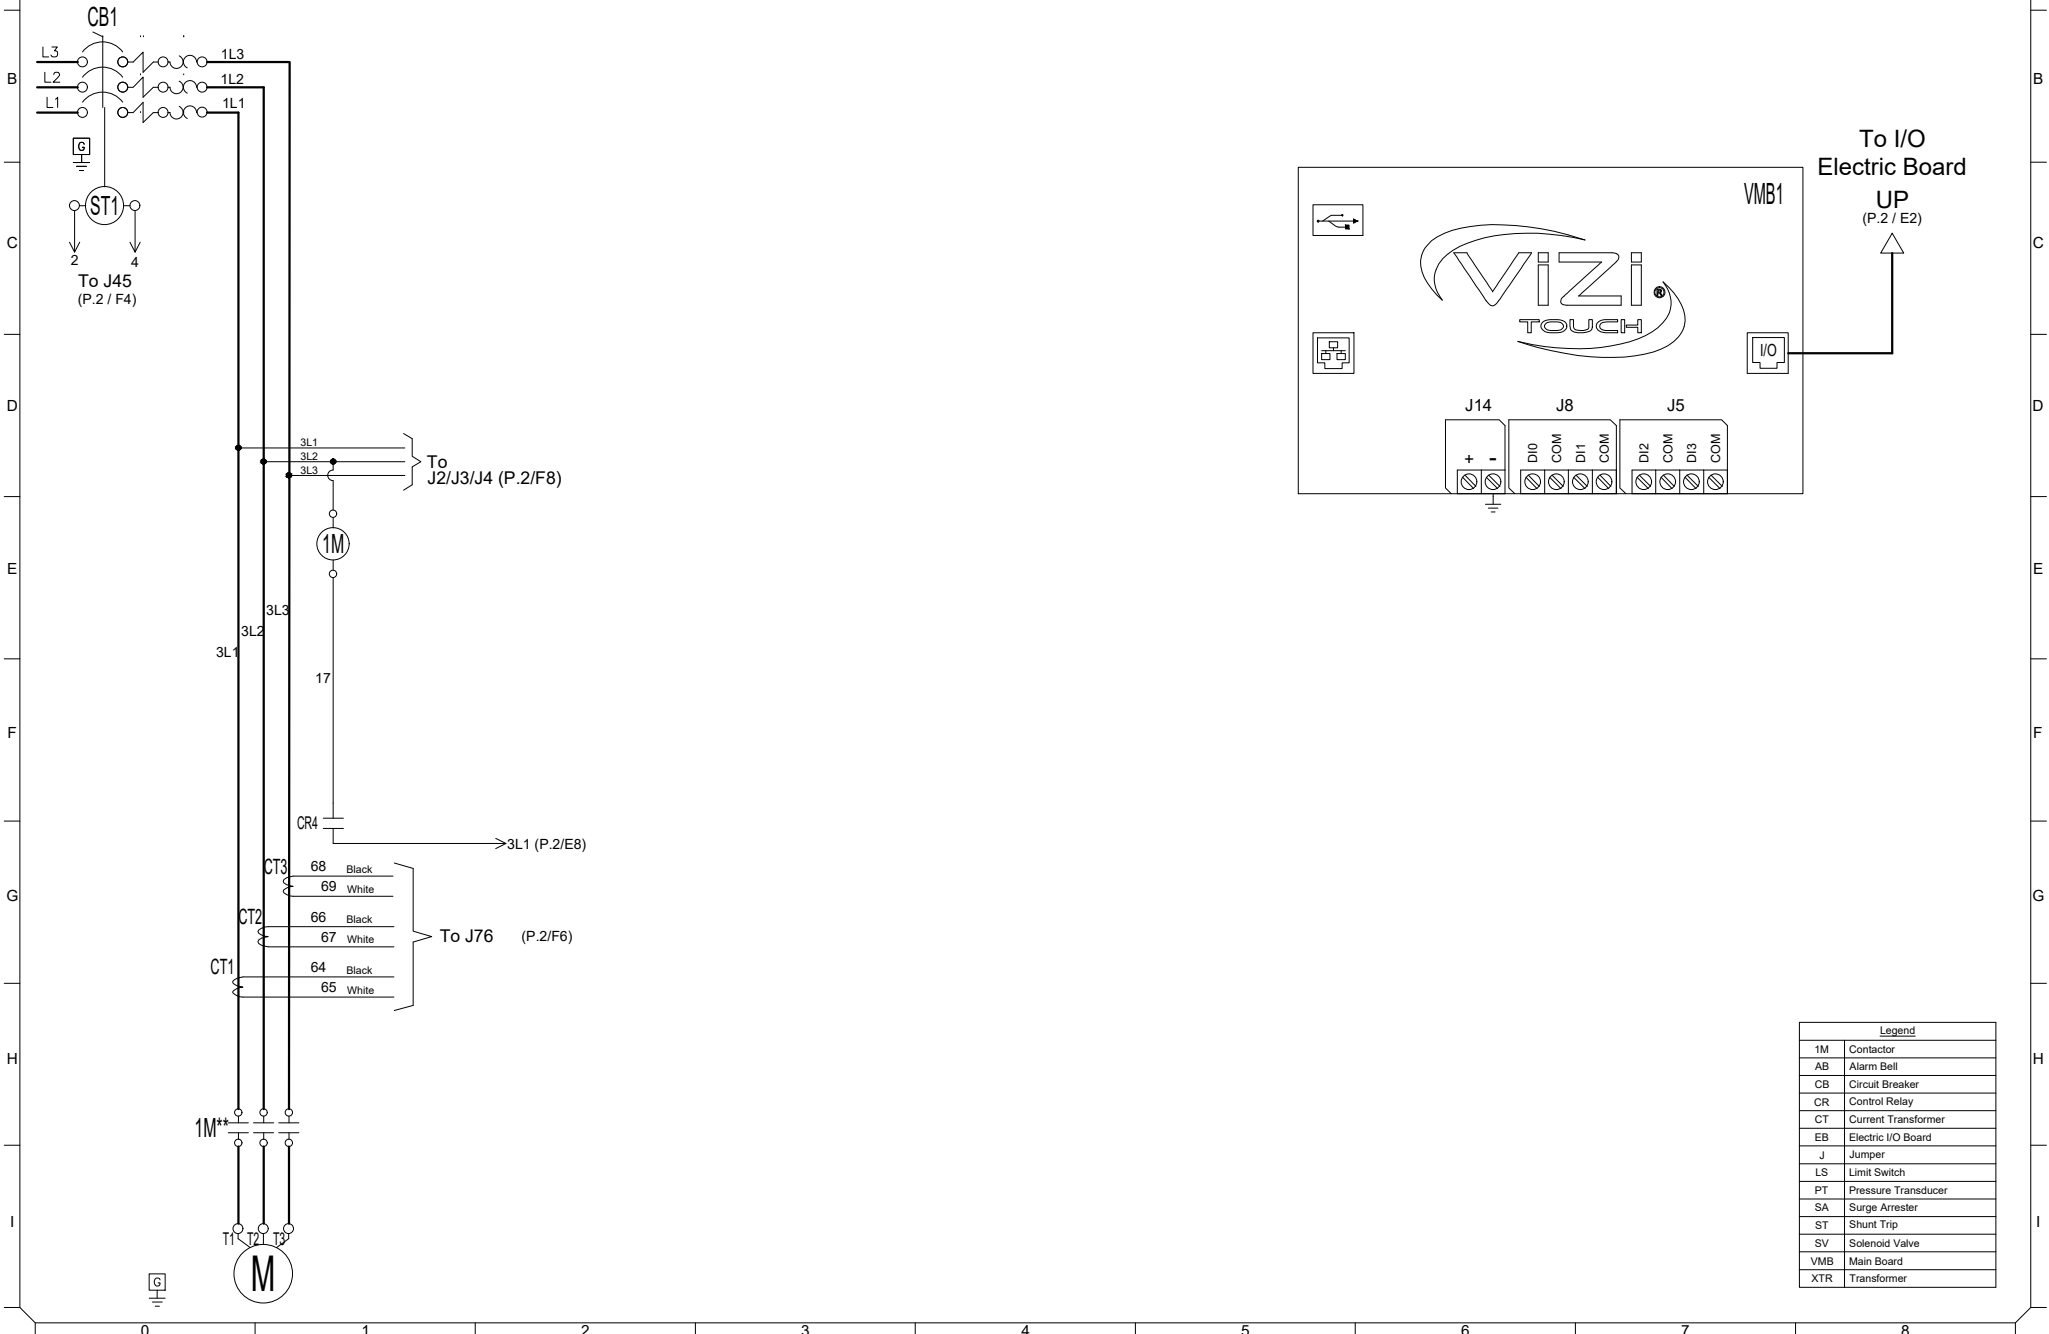 CB1
L3
1L3
L2
1L2
L1
1L1
B
B
G
To I/O
Electric Board
UP
(P.2 / E2)
VMB1
ST1
C
C
2
4
To J45
(P.2 / F4)
ViZi®
TOUCH
I/O
D
D
J14
J8
J5
+
-
DI0
COM
DI1
COM
DI2
COM
DI3
COM
3L1
3L2
3L3
To
J2/J3/J4 (P.2/F8)
1M
E
E
3L3
3L2
3L1
17
F
F
CR4
3L1 (P.2/E8)
CT3
68 Black
69 White
G
G
CT2
66 Black
67 White
To J76 (P.2/F6)
CT1
64 Black
65 White
H
H
Legend
1M Contactor
AB Alarm Bell
CB Circuit Breaker
CR Control Relay
CT Current Transformer
EB Electric I/O Board
J Jumper
LS Limit Switch
PT Pressure Transducer
SA Surge Arrester
ST Shunt Trip
SV Solenoid Valve
VMB Main Board
XTR Transformer
1M**
I
I
T1 T2 T3
M
G
0 1 2 3 4 5 6 7 8